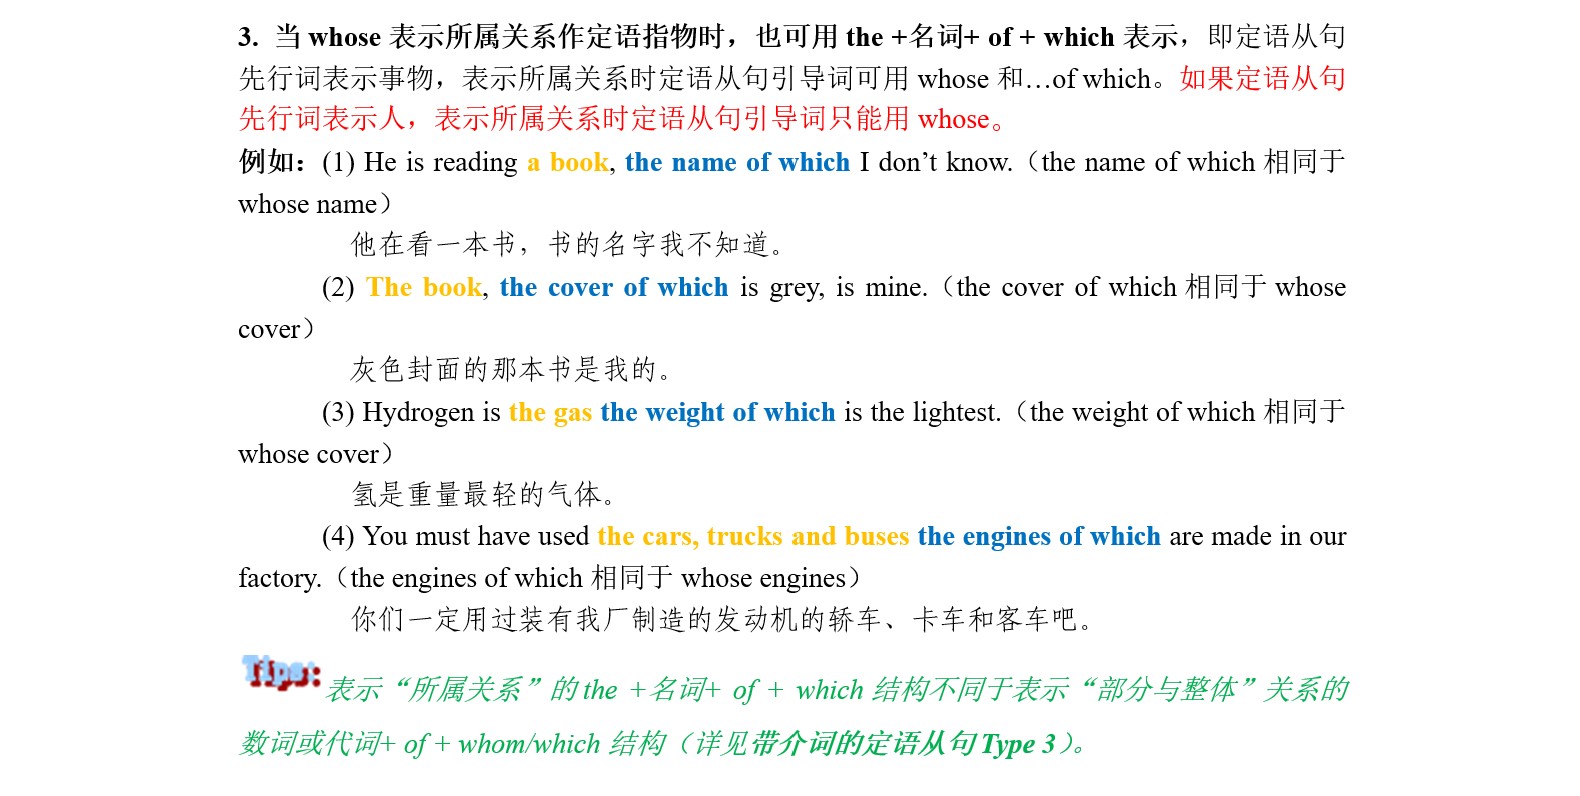 3. 当 whose 表示所属关系作定语指物时，也可用 the +名词+ of + which 表示，即定语从句
先行词表示事物，表示所属关系时定语从句引导词可用 whose 和…of which。如果定语从句
先行词表示人，表示所属关系时定语从句引导词只能用 whose。
例如：(1) He is reading a book, the name of which I don’t know.（the name of which 相同于
whose name）
他在看一本书，书的名字我不知道。
(2) The book, the cover of which is grey, is mine.（the cover of which 相同于 whose
cover）
灰色封面的那本书是我的。
(3) Hydrogen is the gas the weight of which is the lightest.（the weight of which 相同于
whose cover）
氢是重量最轻的气体。
(4) You must have used the cars, trucks and buses the engines of which are made in our
factory.（the engines of which 相同于 whose engines）
你们一定用过装有我厂制造的发动机的轿车、卡车和客车吧。
Tips: 表示“所属关系”的 the +名词+ of + which 结构不同于表示“部分与整体”关系的
数词或代词+ of + whom/which 结构（详见带介词的定语从句 Type 3）。